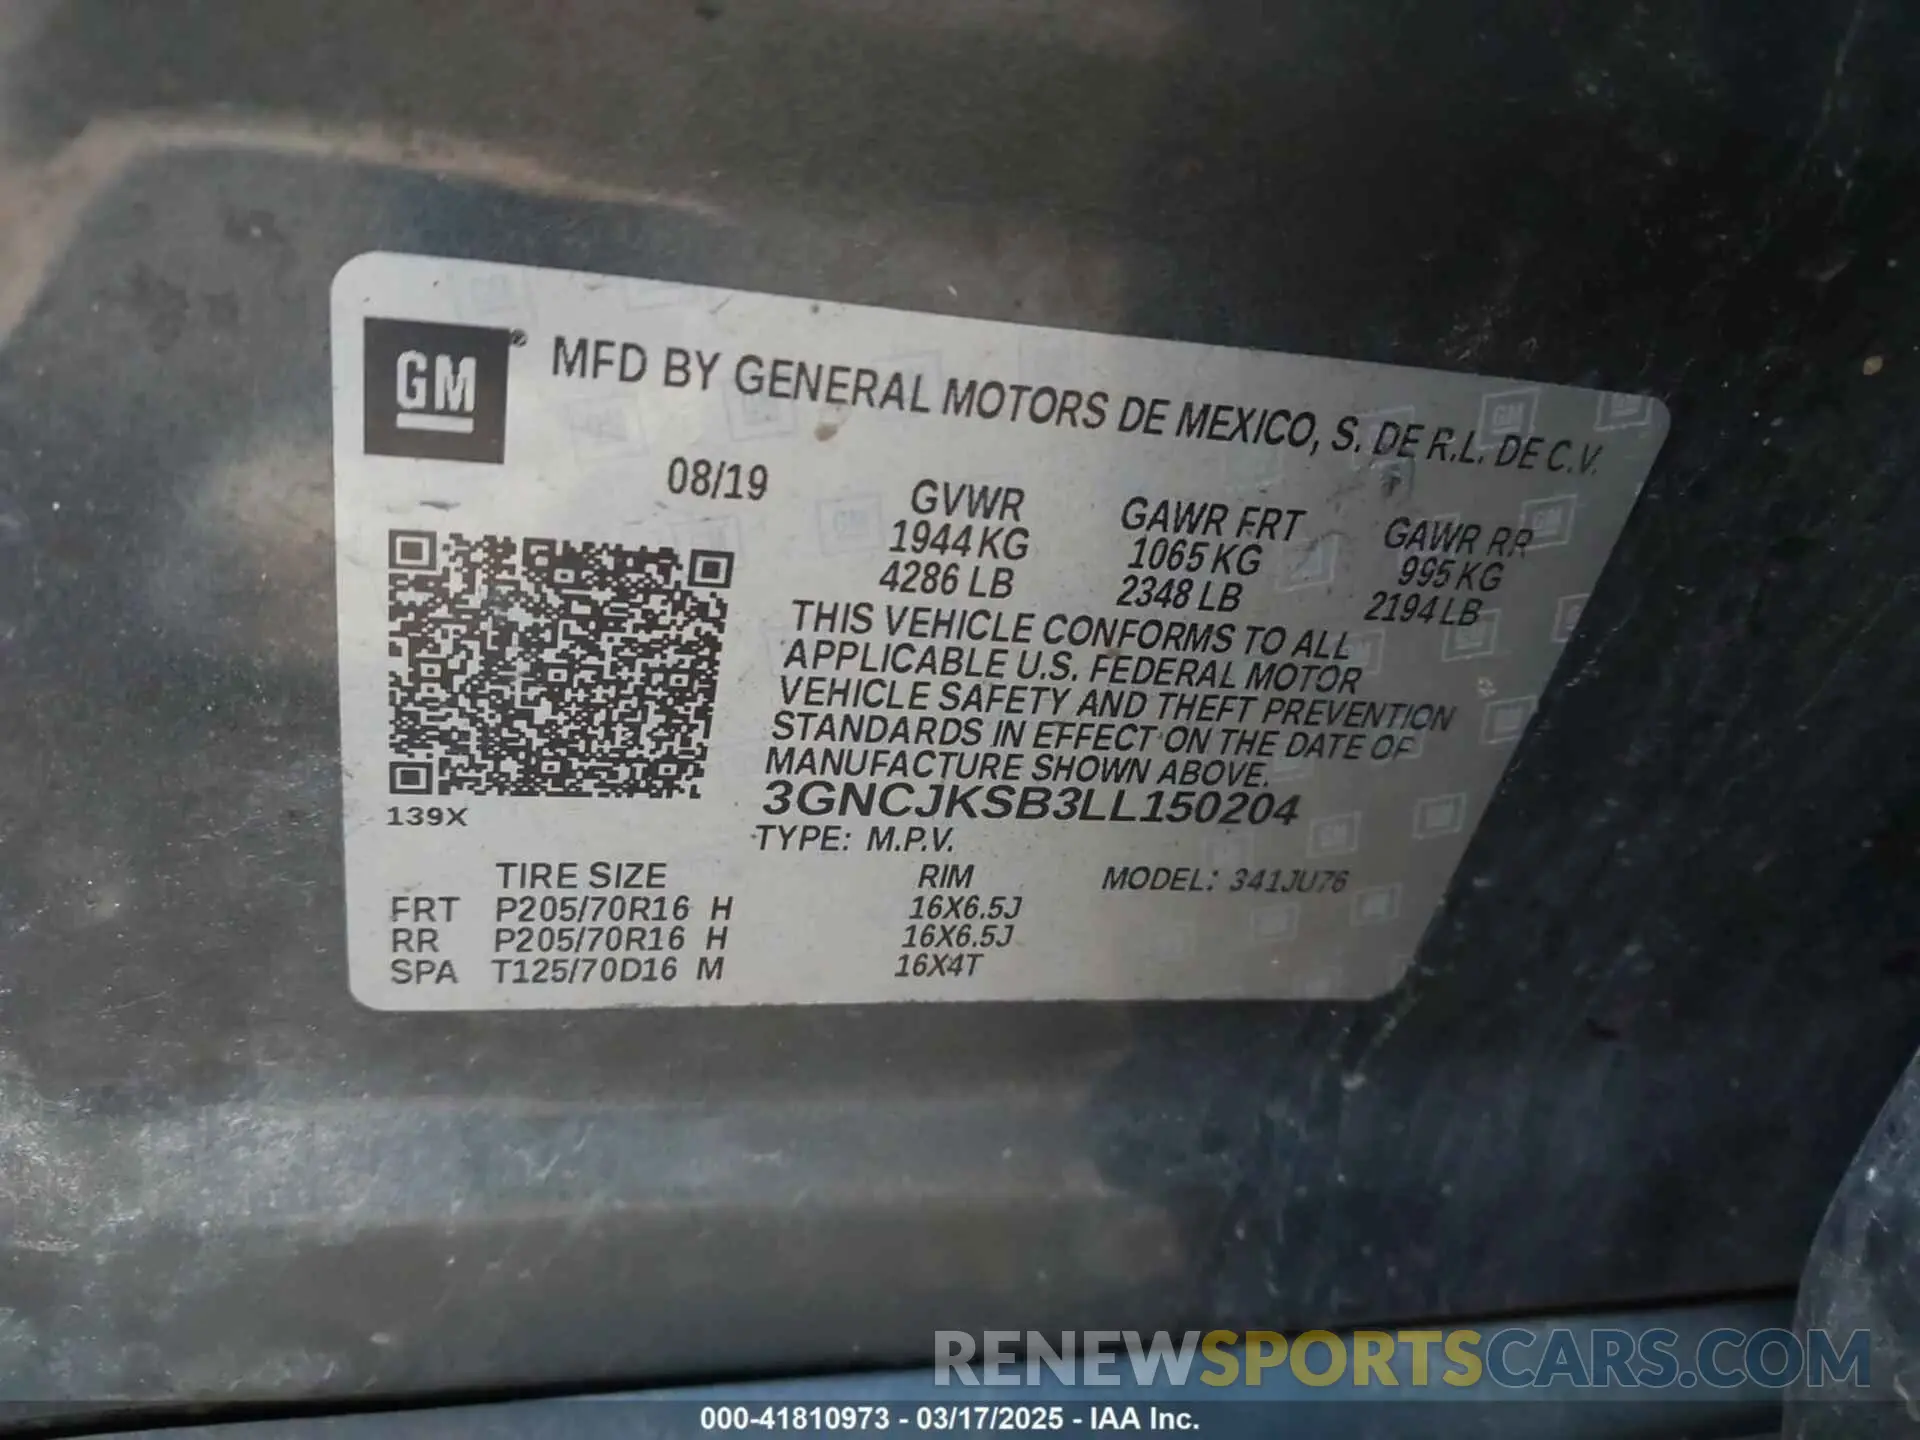 GM® MFD BY GENERAL MOTORS DE MEXICO, S. DE R.L. DE C.V.
08/19 GVWR GAWR FRT GAWR RR
1944 KG 1065 KG 995 KG
4286 LB 2348 LB 2194 LB
THIS VEHICLE CONFORMS TO ALL
APPLICABLE U.S. FEDERAL MOTOR
VEHICLE SAFETY AND THEFT PREVENTION
STANDARDS IN EFFECT ON THE DATE OF
MANUFACTURE SHOWN ABOVE.
3GNCJKSB3LL150204
139X
TYPE: M.P.V.
TIRE SIZE RIM MODEL: 341JU76
FRT P205/70R16 H 16X6.5J
RR P205/70R16 H 16X6.5J
SPA T125/70D16 M 16X4T
RENEWSPORTSCARS.COM
000-41810973 - 03/17/2025 - IAA Inc.